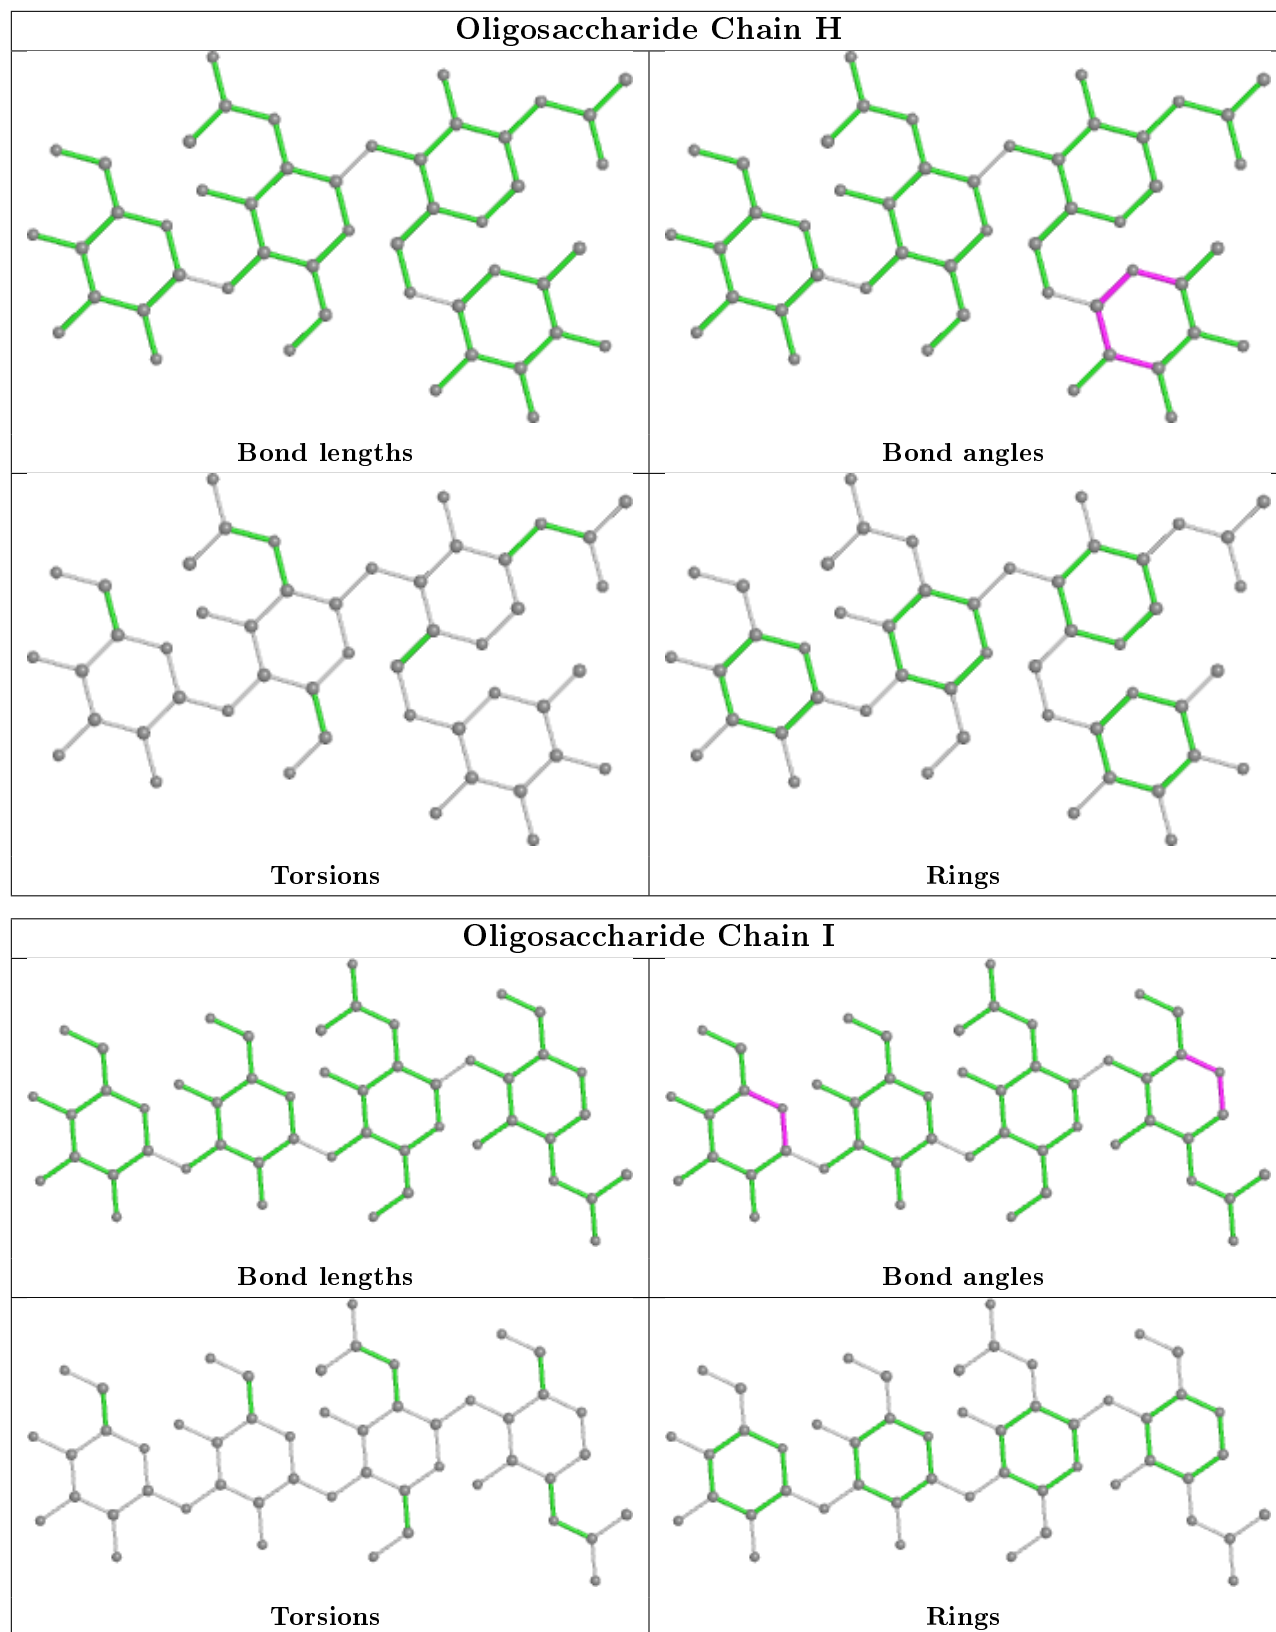 Oligosaccharide Chain H
Bond lengths
Bond angles
Torsions
Rings
Oligosaccharide Chain I
Bond lengths
Bond angles
Torsions
Rings